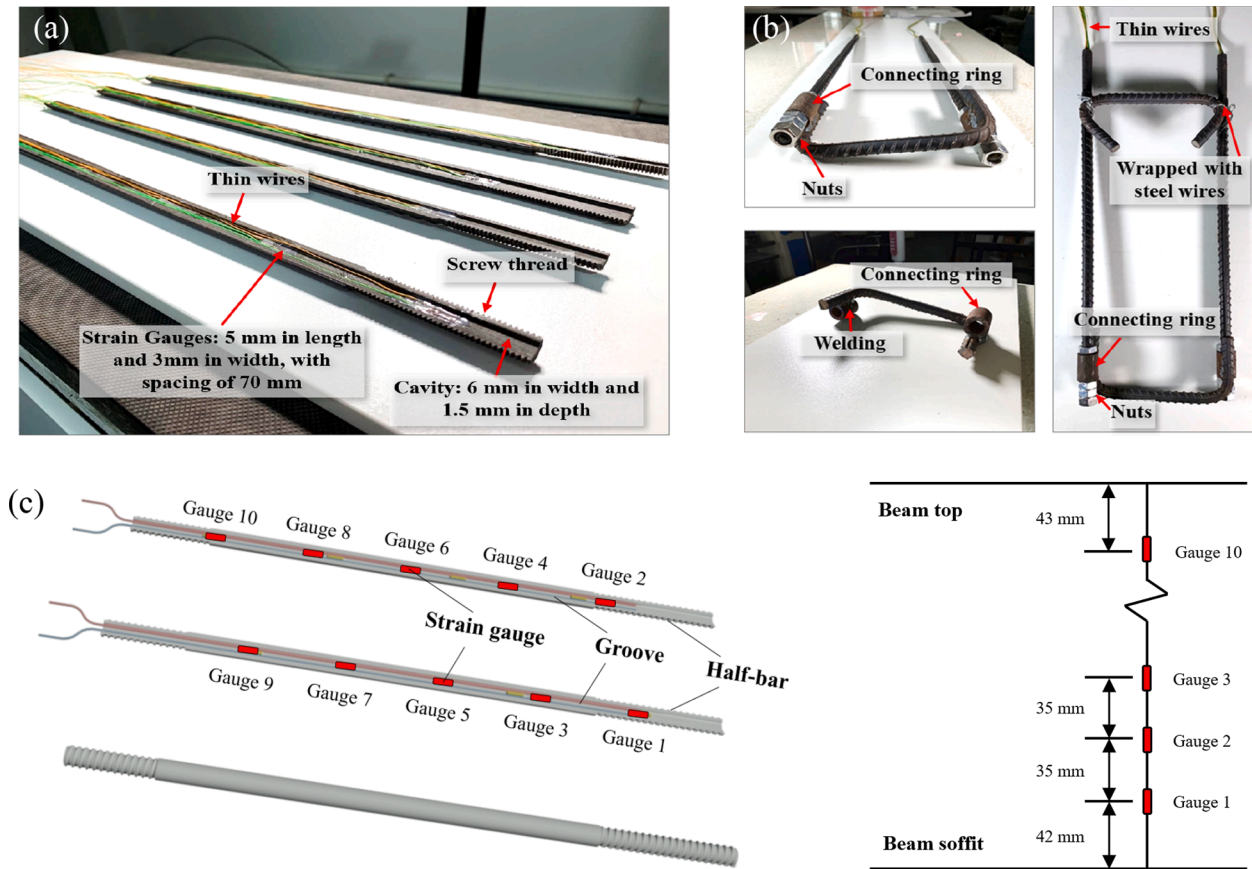 (a)
Thin wires
Screw thread
Strain Gauges: 5 mm in length
and 3mm in width, with
spacing of 70 mm
Cavity: 6 mm in width and
1.5 mm in depth
(b)
Connecting ring
Nuts
Connecting ring
Welding
Thin wires
Wrapped with
steel wires
Connecting ring
Nuts
(c)
Gauge 10
Gauge 8
Gauge 6
Gauge 4
Gauge 2
Strain gauge
Groove
Half-bar
Gauge 9
Gauge 7
Gauge 5
Gauge 3
Gauge 1
Beam top
43 mm
Gauge 10
Gauge 3
35 mm
Gauge 2
35 mm
Gauge 1
Beam soffit
42 mm